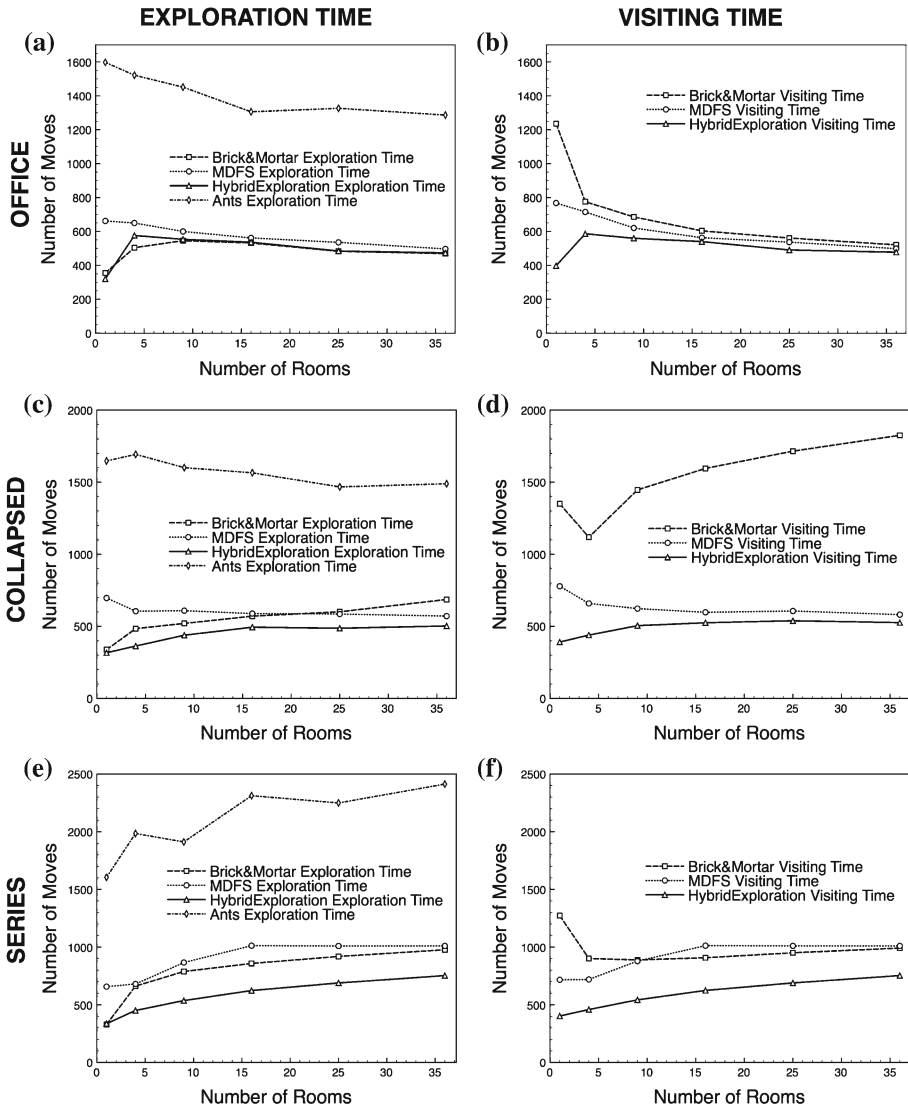 EXPLORATION TIME
VISITING TIME
OFFICE
(a)
Number of Moves
1600
1400
1200
1000
800
600
400
200
0
Brick&Mortar Exploration Time
MDFS Exploration Time
HybridExploration Exploration Time
Ants Exploration Time
0 5 10 15 20 25 30 35
Number of Rooms
(b)
Number of Moves
1600
1400
1200
1000
800
600
400
200
0
Brick&Mortar Visiting Time
MDFS Visiting Time
HybridExploration Visiting Time
0 5 10 15 20 25 30 35
Number of Rooms
COLLAPSED
(c)
Number of Moves
2000
1500
1000
500
0
Brick&Mortar Exploration Time
MDFS Exploration Time
HybridExploration Exploration Time
Ants Exploration Time
0 5 10 15 20 25 30 35
Number of Rooms
(d)
Number of Moves
2000
1500
1000
500
0
Brick&Mortar Visiting Time
MDFS Visiting Time
HybridExploration Visiting Time
0 5 10 15 20 25 30 35
Number of Rooms
SERIES
(e)
Number of Moves
2500
2000
1500
1000
500
0
Brick&Mortar Exploration Time
MDFS Exploration Time
HybridExploration Exploration Time
Ants Exploration Time
0 5 10 15 20 25 30 35
Number of Rooms
(f)
Number of Moves
2500
2000
1500
1000
500
0
Brick&Mortar Visiting Time
MDFS Visiting Time
HybridExploration Visiting Time
0 5 10 15 20 25 30 35
Number of Rooms